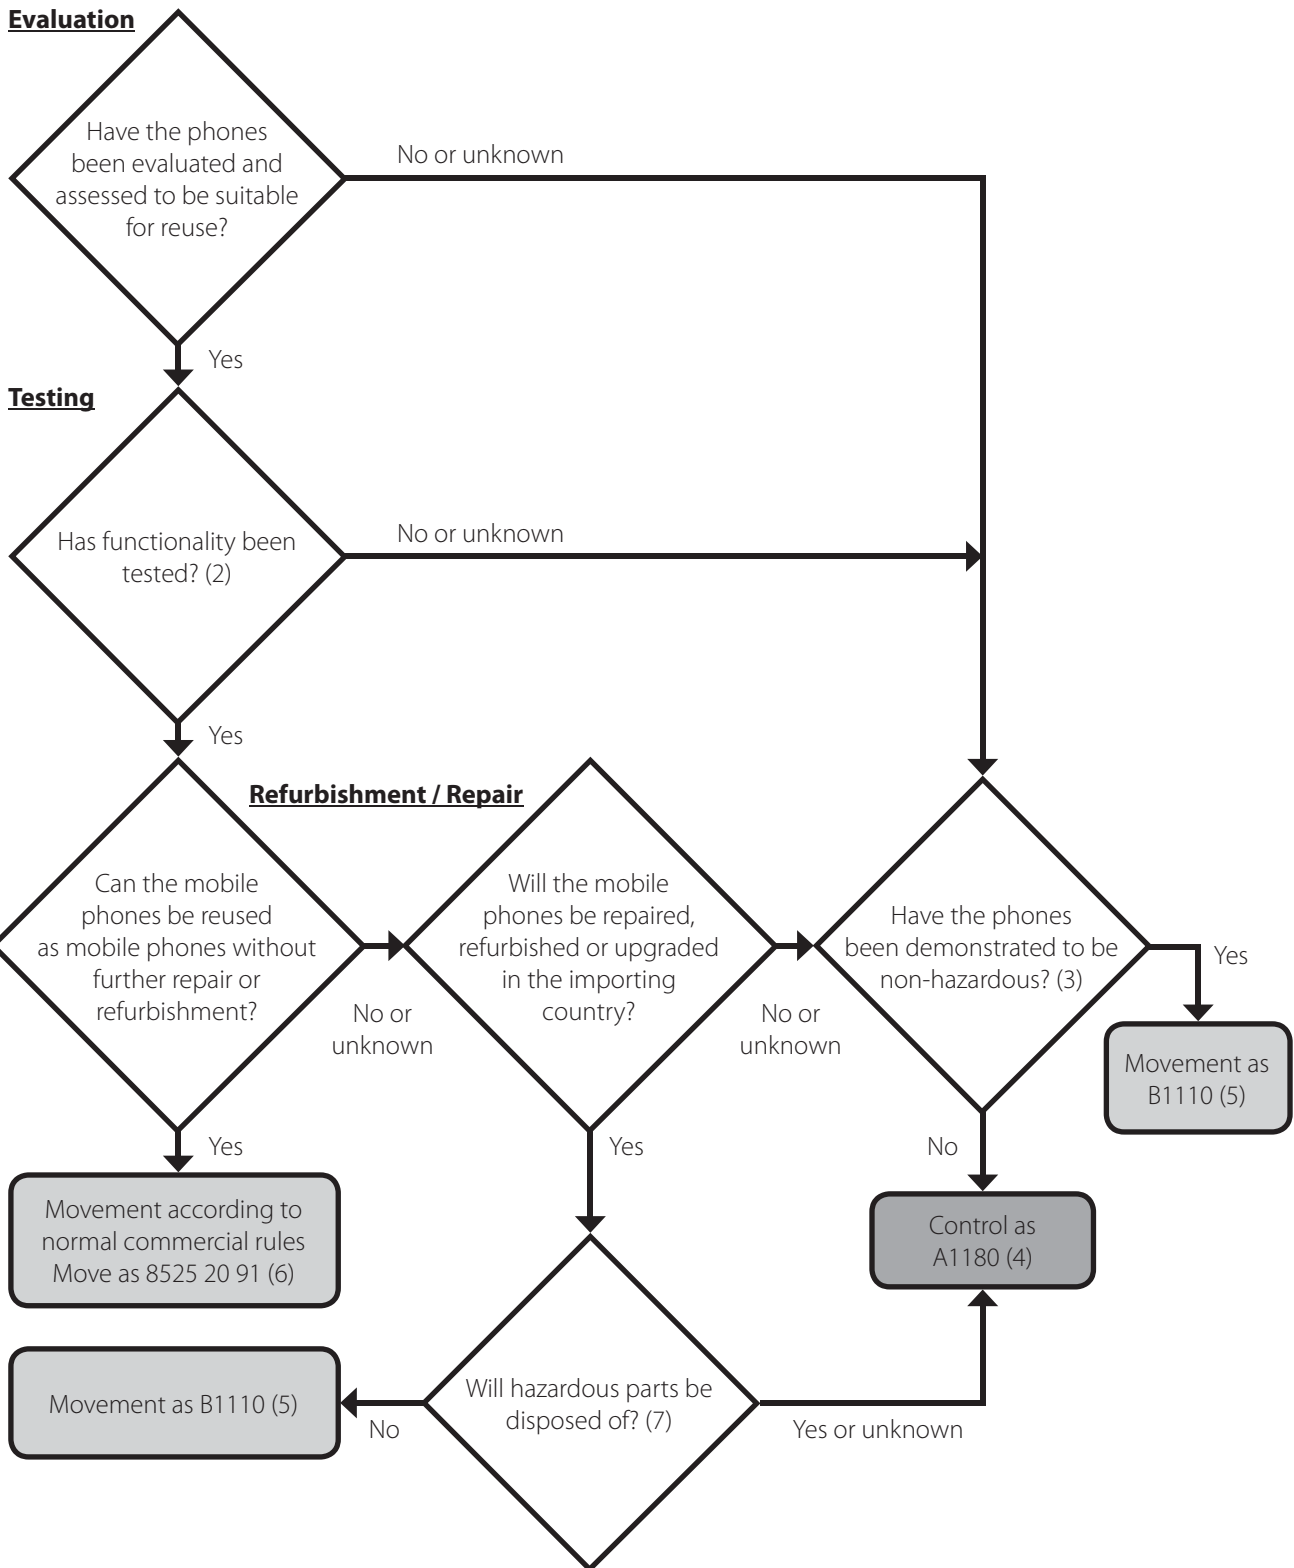 Evaluation
Have the phones
been evaluated and
assessed to be suitable
for reuse?
No or unknown
Yes
Testing
Has functionality been
tested? (2)
No or unknown
Yes
Refurbishment / Repair
Can the mobile
phones be reused
as mobile phones without
further repair or
refurbishment?
No or
unknown
Will the mobile
phones be repaired,
refurbished or upgraded
in the importing
country?
No or
unknown
Have the phones
been demonstrated to be
non-hazardous? (3)
Yes
Movement as
B1110 (5)
Yes
Yes
No
Movement according to
normal commercial rules
Move as 8525 20 91 (6)
Control as
A1180 (4)
Movement as B1110 (5)
No
Will hazardous parts be
disposed of? (7)
Yes or unknown